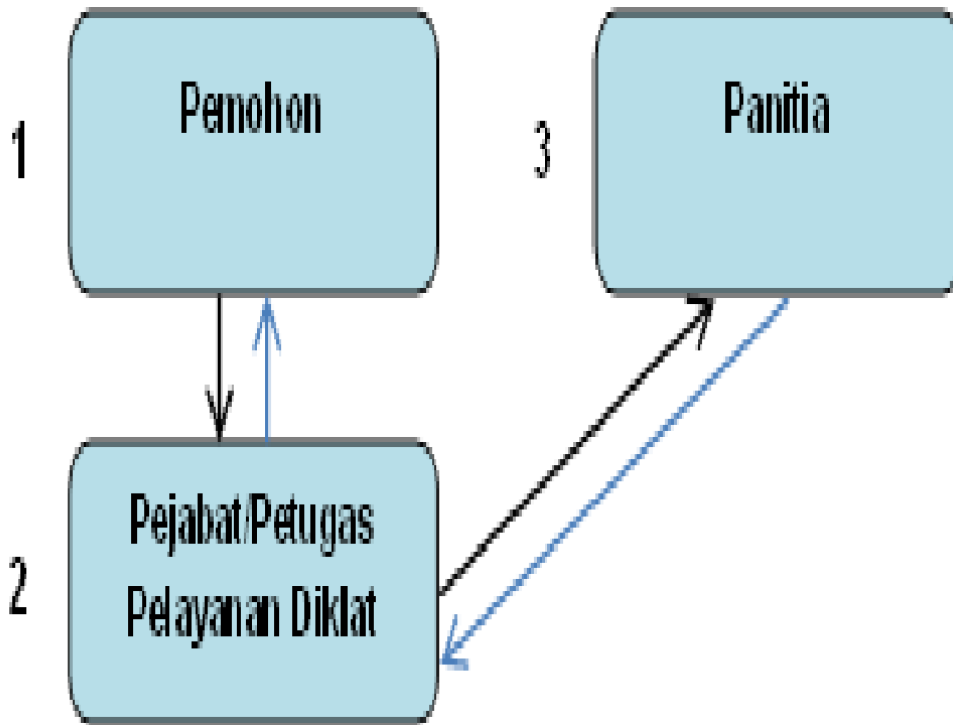 1
Pemohon
3
Panitia
2
Pejabat/Petugas
Pelayanan Diklat